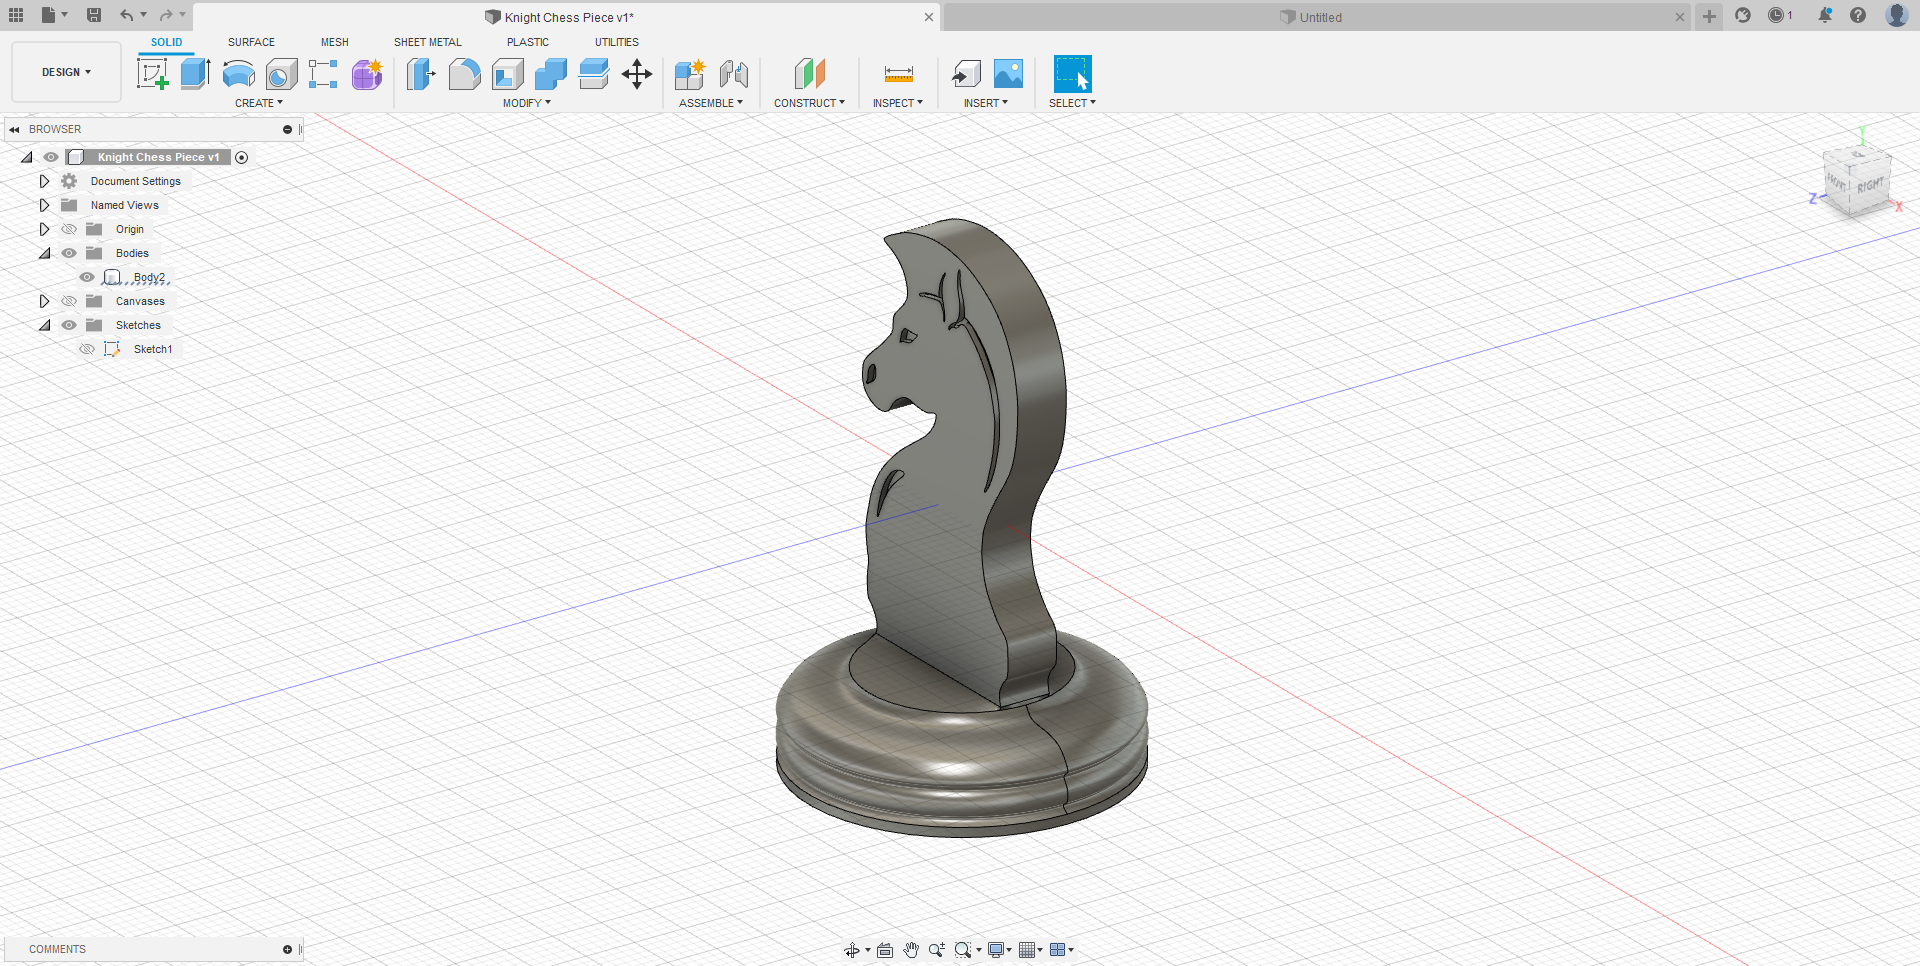 Knight Chess Piece v1*
Untitled
1
SOLID SURFACE MESH SHEET METAL PLASTIC UTILITIES
DESIGN
CREATE MODIFY ASSEMBLE CONSTRUCT INSPECT INSERT SELECT
BROWSER
Knight Chess Piece v1
Document Settings
Named Views
Origin
Bodies
Body2
Canvases
Sketches
Sketch1
Y
FRONT RIGHT
Z
X
COMMENTS